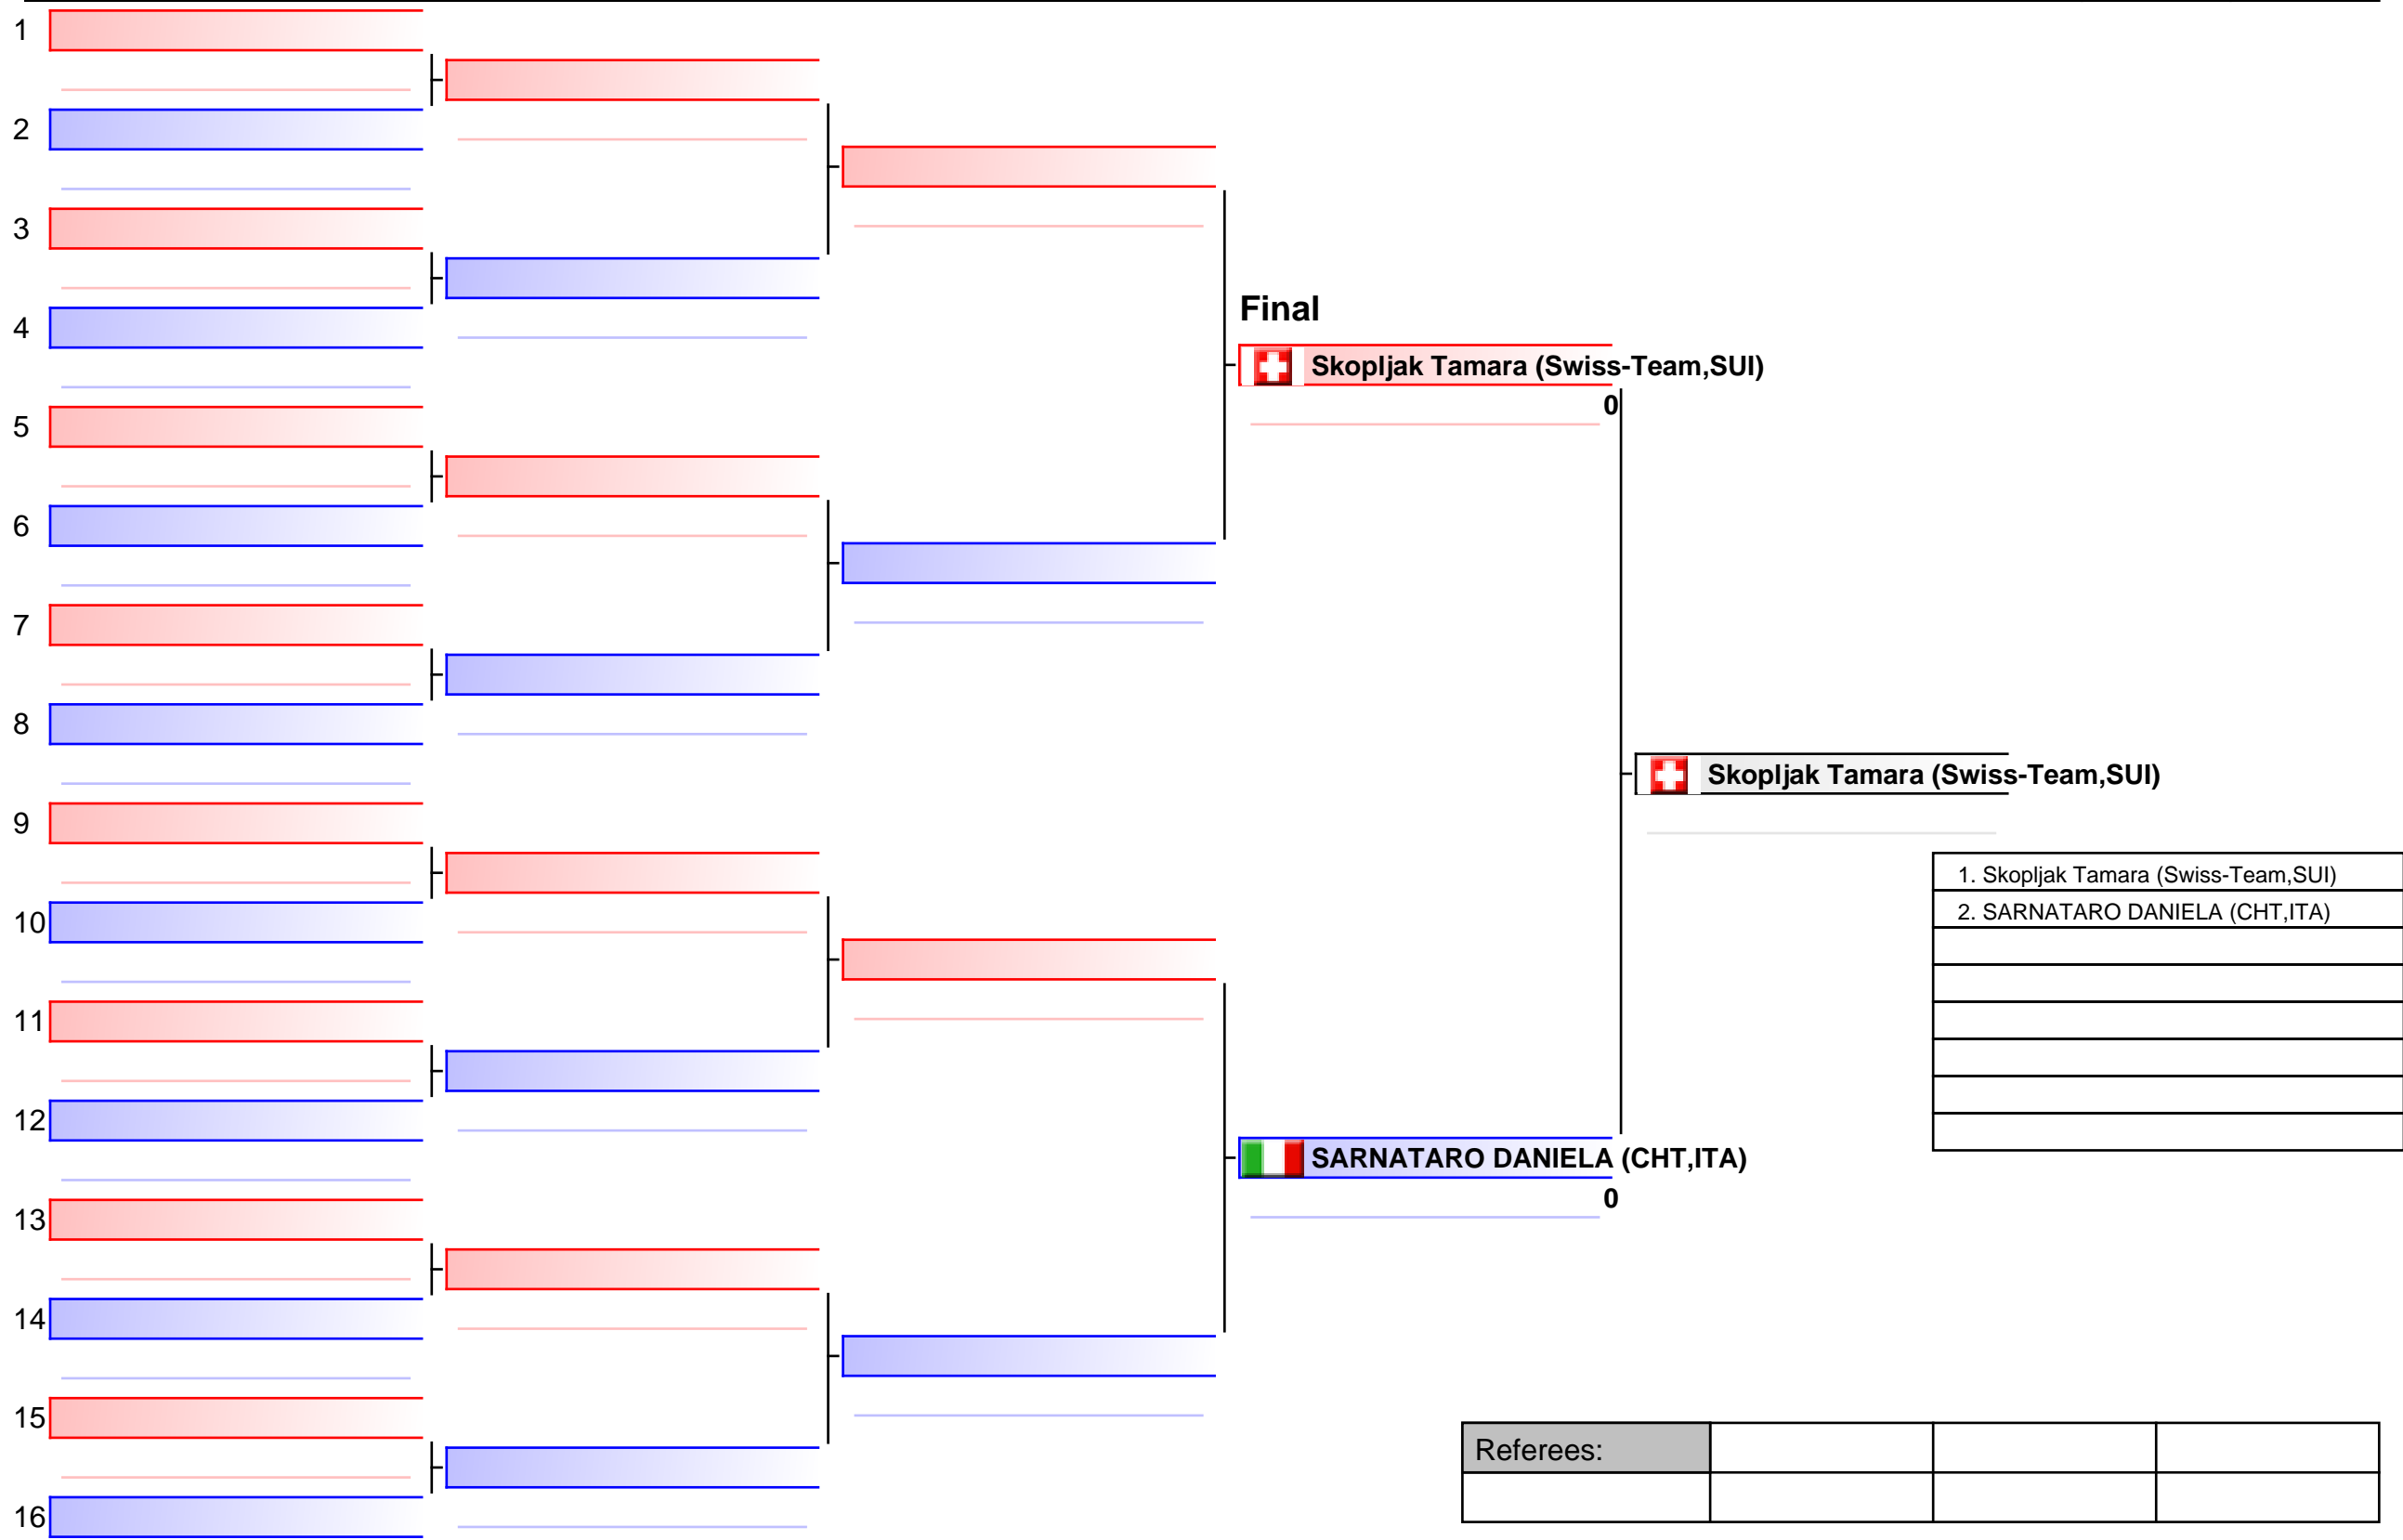 1
2
3
4
5
6
7
8
9
10
11
12
13
14
15
16
Final
Skopljak Tamara (Swiss-Team,SUI)
0
SARNATARO DANIELA (CHT,ITA)
0
Skopljak Tamara (Swiss-Team,SUI)
1. Skopljak Tamara (Swiss-Team,SUI)
2. SARNATARO DANIELA (CHT,ITA)
Referees: